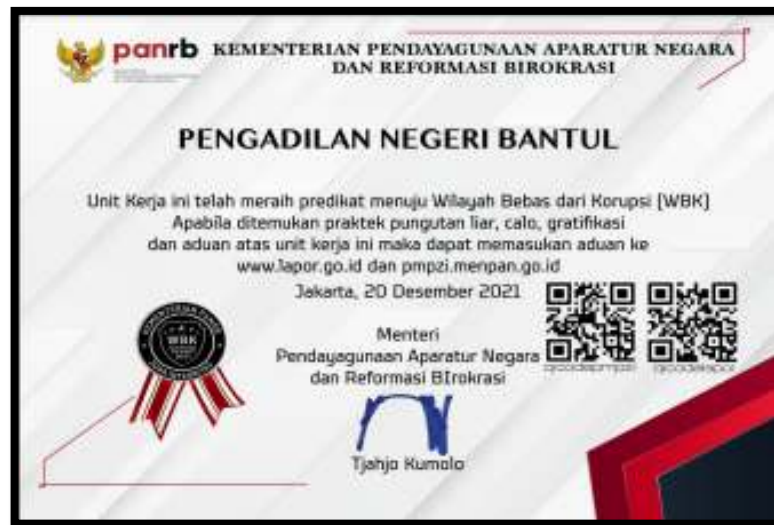 panrb KEMENTERIAN PENDAYAGUNAAN APARATUR NEGARA
DAN REFORMASI BIROKRASI
PENGADILAN NEGERI BANTUL
Unit Kerja ini telah meraih predikat menuju Wilayah Bebas dari Korupsi [WBK]
Apabila ditemukan praktek pungutan liar, calo, gratifikasi
dan aduan atas unit kerja ini maka dapat memasukan aduan ke
www.lapor.go.id dan pmpzi.menpan.go.id
Jakarta, 20 Desember 2021
WBK
Menteri
Pendayagunaan Aparatur Negara
dan Reformasi BIrokrasi
qrcodepmpzi qrcodelapor
Tjahjo Kumolo